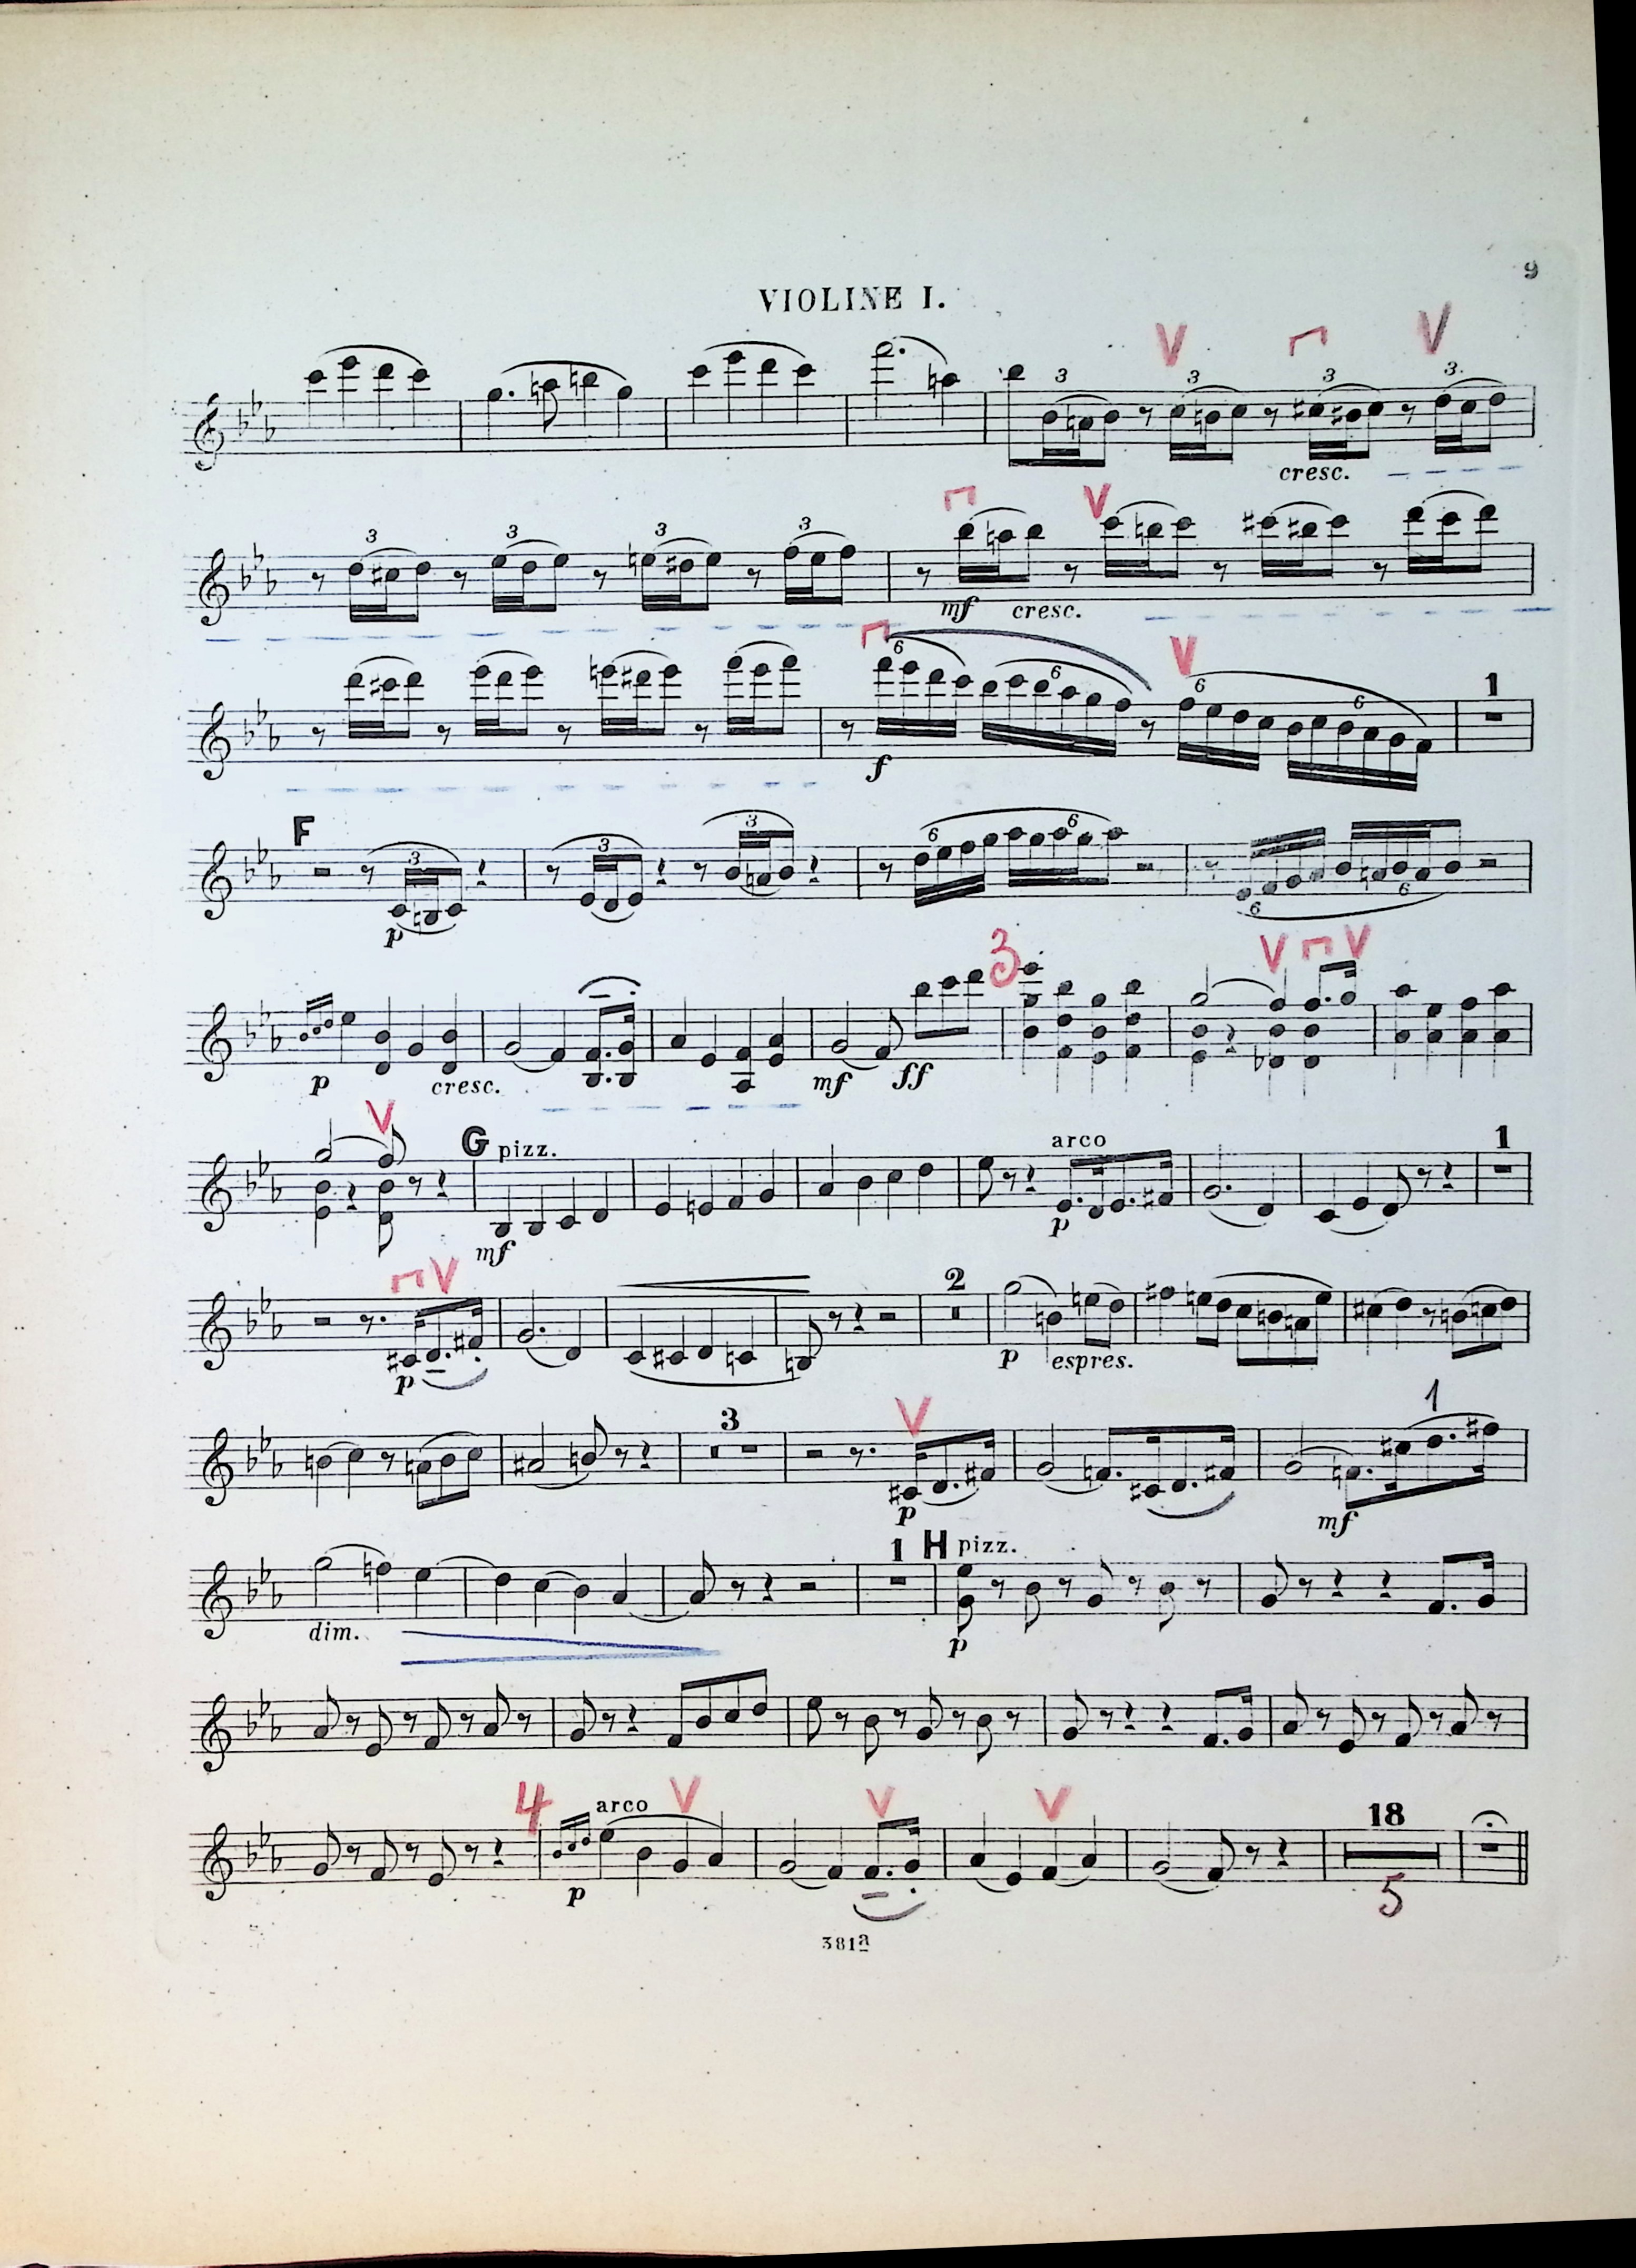 9
VIOLINE I.
3 3 3 3
cresc.
3 3 3 3
mf cresc.
6 6 6 6 1
f
F
3 3 3 6 6
p 6 6
3
p cresc. mf ff
G pizz. arco 1
mf p
2
p p espres.
3 1
p mf
1 H pizz.
dim. p
4 arco 18
p 5
381a